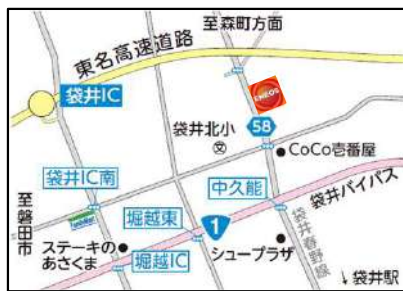 至森町方面
東名高速道路
袋井IC
ENEOS
58
袋井北小
文
CoCo壱番屋
袋井IC南
中久能
袋井バイパス
至磐田市
堀越東
1
ステーキの
あさくま
堀越IC
シュープラザ
袋井春野線
↓袋井駅